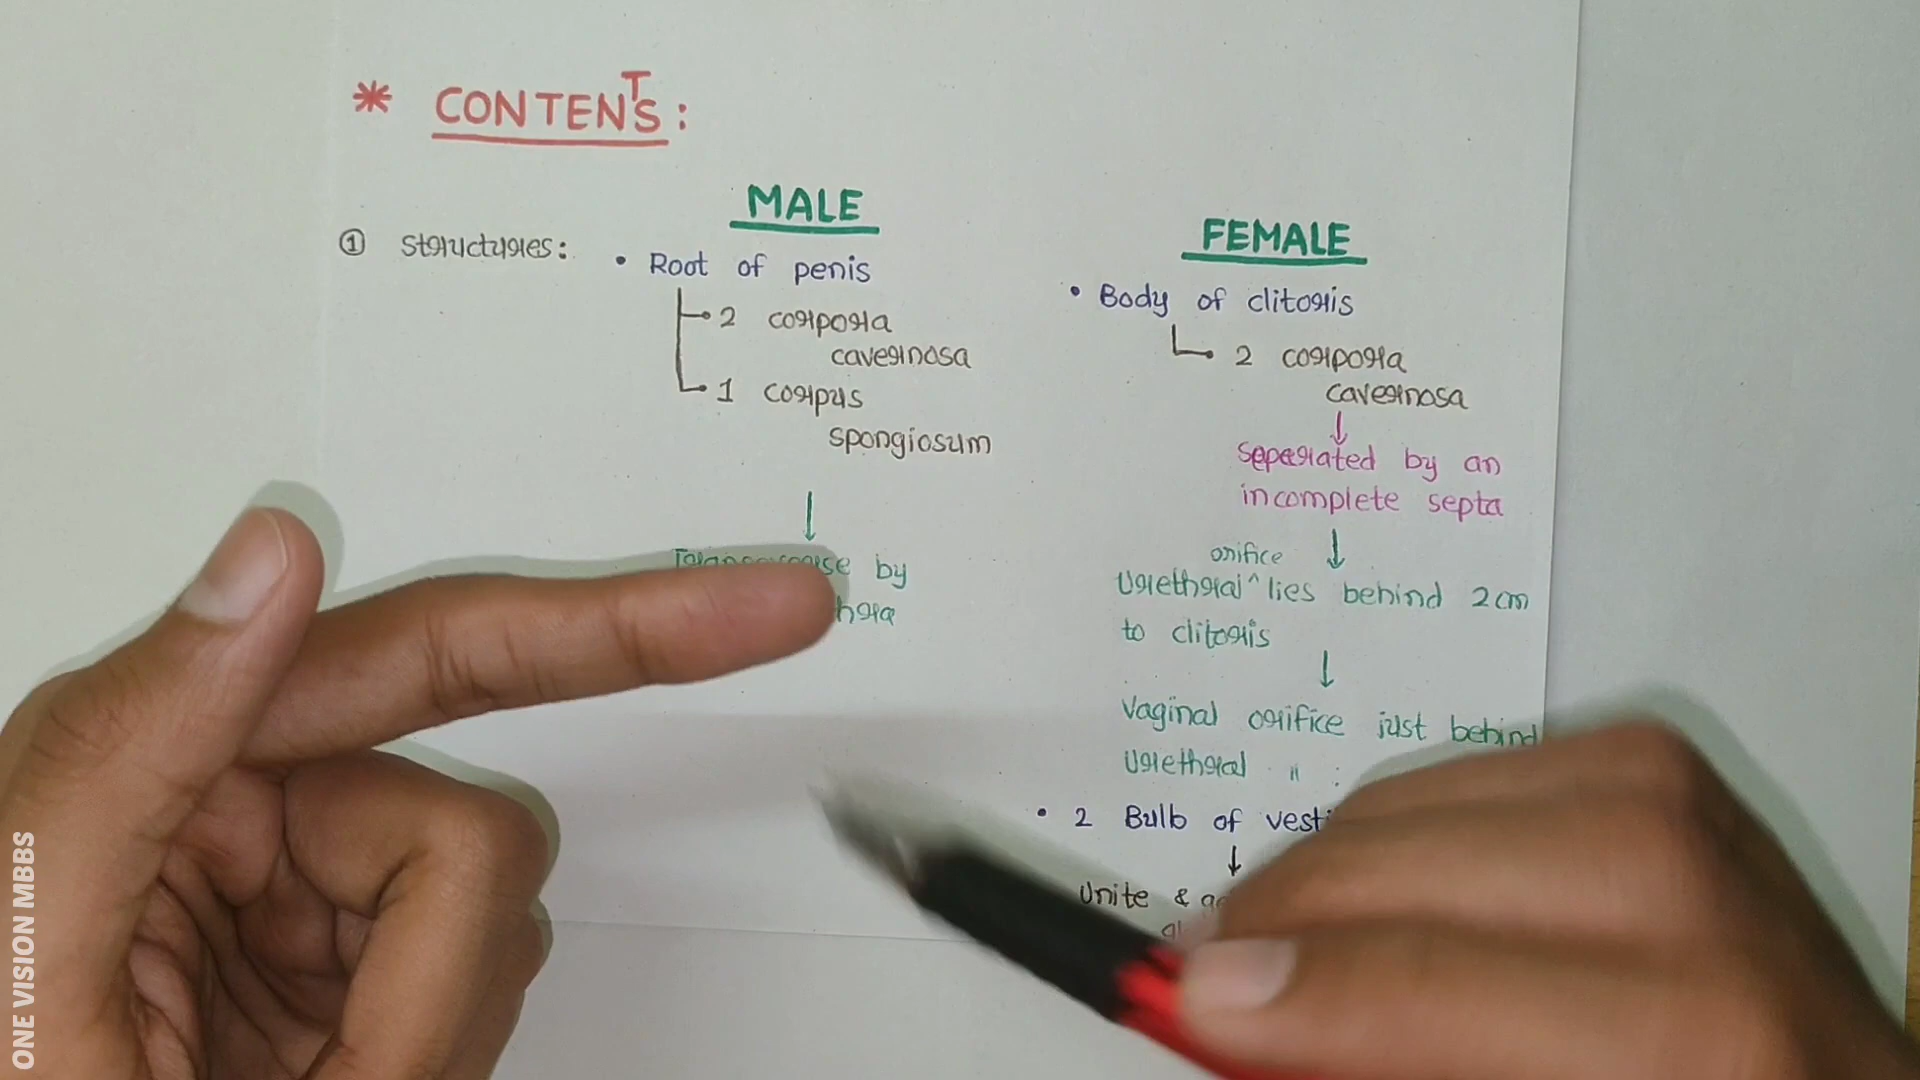 * CONTENTS:
MALE
① structures:
• Root of penis
2 corpora
cavernosa
1 corpus
spongiosum
by
FEMALE
• Body of clitoris
2 corpora
cavernosa
seperated by an
incomplete septa
orifice
Urethral ^ lies behind 2cm
to clitoris
Vaginal orifice just behind
Urethral " :
• 2 Bulb of
Unite &
ONE VISION MBBS